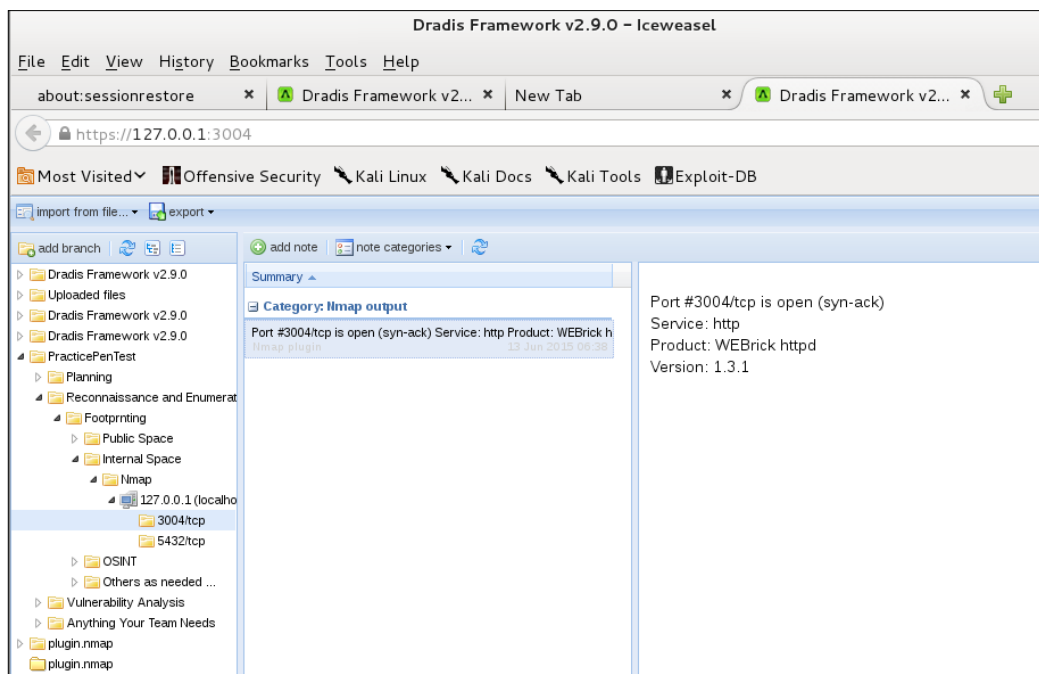 Dradis Framework v2.9.0 – Iceweasel
File Edit View History Bookmarks Tools Help
about:sessionrestore Dradis Framework v2... New Tab Dradis Framework v2...
https://127.0.0.1:3004
Most Visited Offensive Security Kali Linux Kali Docs Kali Tools Exploit-DB
import from file... export
add branch add note note categories
Dradis Framework v2.9.0
Uploaded files
Dradis Framework v2.9.0
Dradis Framework v2.9.0
PracticePenTest
Planning
Reconnaissance and Enumerat
Footprnting
Public Space
Internal Space
Nmap
127.0.0.1 (localho
3004/tcp
5432/tcp
OSINT
Others as needed ...
Vulnerability Analysis
Anything Your Team Needs
plugin.nmap
plugin.nmap
Summary
Category: Nmap output
Port #3004/tcp is open (syn-ack) Service: http Product: WEBrick h
Nmap plugin 13 Jun 2015 06:38
Port #3004/tcp is open (syn-ack)
Service: http
Product: WEBrick httpd
Version: 1.3.1